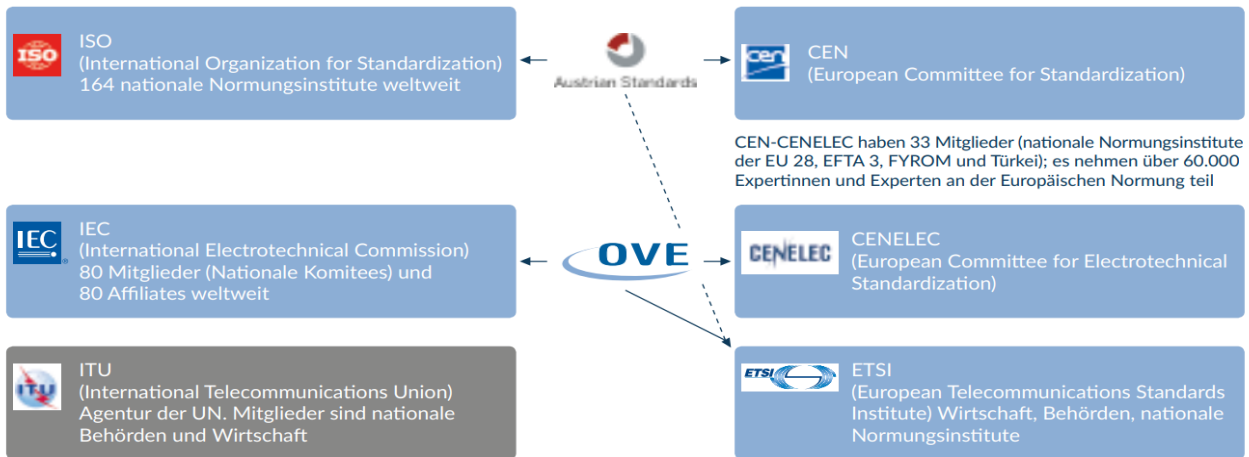 ISO
ISO
(International Organization for Standardization)
164 nationale Normungsinstitute weltweit
Austrian Standards
cen
CEN
(European Committee for Standardization)
CEN-CENELEC haben 33 Mitglieder (nationale Normungsinstitute
der EU 28, EFTA 3, FYROM und Türkei); es nehmen über 60.000
Expertinnen und Experten an der Europäischen Normung teil
IEC
IEC
(International Electrotechnical Commission)
80 Mitglieder (Nationale Komitees) und
80 Affiliates weltweit
OVE
CENELEC
CENELEC
(European Committee for Electrotechnical
Standardization)
ITU
ITU
(International Telecommunications Union)
Agentur der UN. Mitglieder sind nationale
Behörden und Wirtschaft
ETSI
ETSI
(European Telecommunications Standards
Institute) Wirtschaft, Behörden, nationale
Normungsinstitute